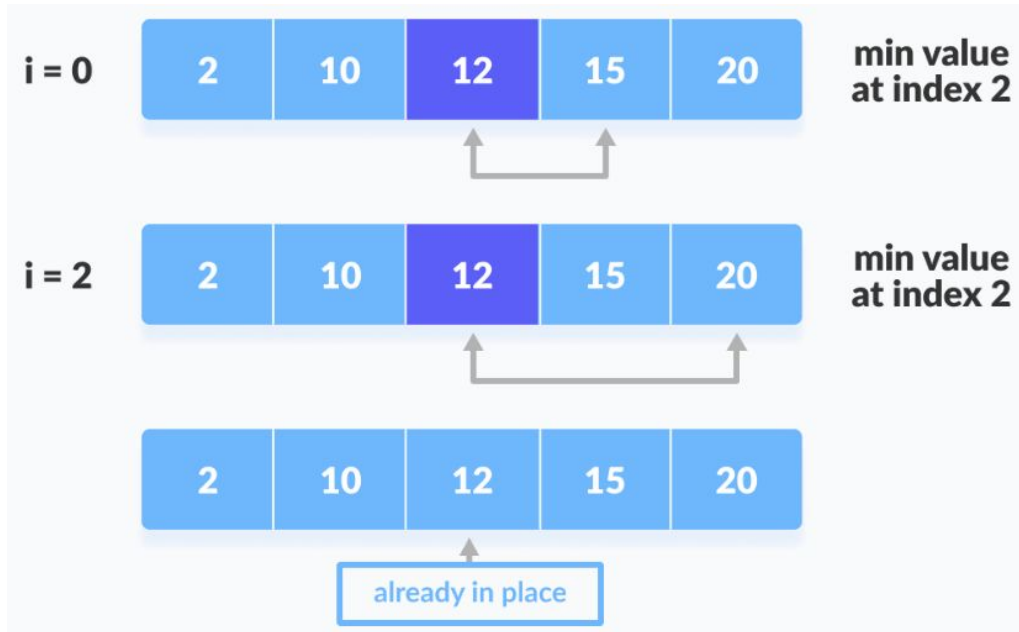 i = 0
2 10 12 15 20
min value
at index 2
i = 2
2 10 12 15 20
min value
at index 2
2 10 12 15 20
already in place